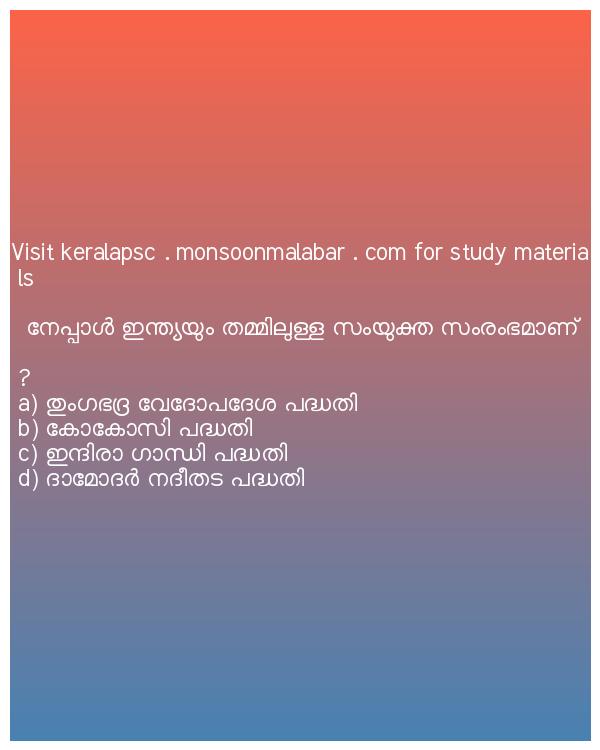 Visit keralapsc . monsoonmalabar . com for study materia
ls
നേപ്പാൾ ഇന്ത്യയും തമ്മിലുള്ള സംയുക്ത സംരംഭമാണ്
?
a) തുംഗഭദ്ര വേദോപദേശ പദ്ധതി
b) കോകോസി പദ്ധതി
c) ഇന്ദിരാ ഗാന്ധി പദ്ധതി
d) ദാമോദർ നദീതട പദ്ധതി